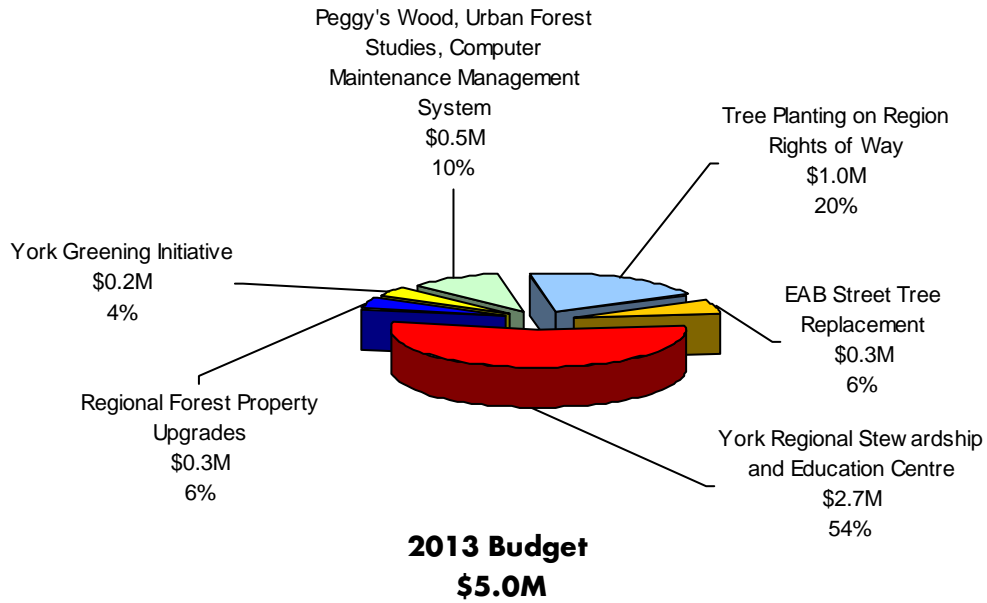 Peggy's Wood, Urban Forest
Studies, Computer
Maintenance Management
System
$0.5M
10%
Tree Planting on Region
Rights of Way
$1.0M
20%
York Greening Initiative
$0.2M
4%
EAB Street Tree
Replacement
$0.3M
6%
Regional Forest Property
Upgrades
$0.3M
6%
York Regional Stewardship
and Education Centre
$2.7M
54%
2013 Budget
$5.0M